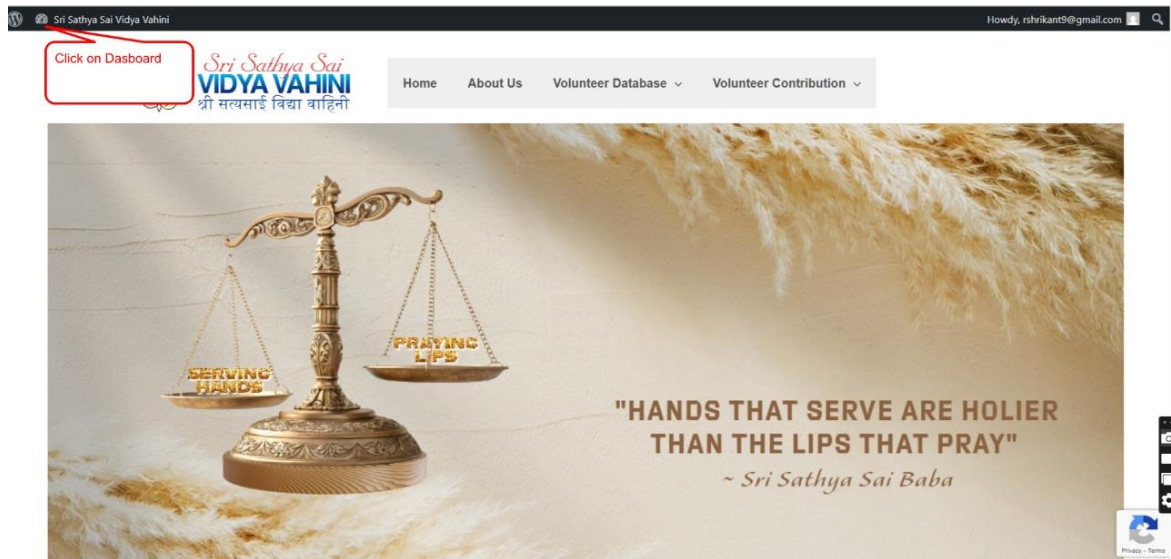 Sri Sathya Sai Vidya Vahini
Howdy, rshrikant9@gmail.com
Click on Dasboard
Sri Sathya Sai
VIDYA VAHINI
श्री सत्यसाई विद्या वाहिनी
Home About Us Volunteer Database Volunteer Contribution
PRAYING
LIPS
SERVING
HANDS
"HANDS THAT SERVE ARE HOLIER
THAN THE LIPS THAT PRAY"
~ Sri Sathya Sai Baba
Privacy - Terms